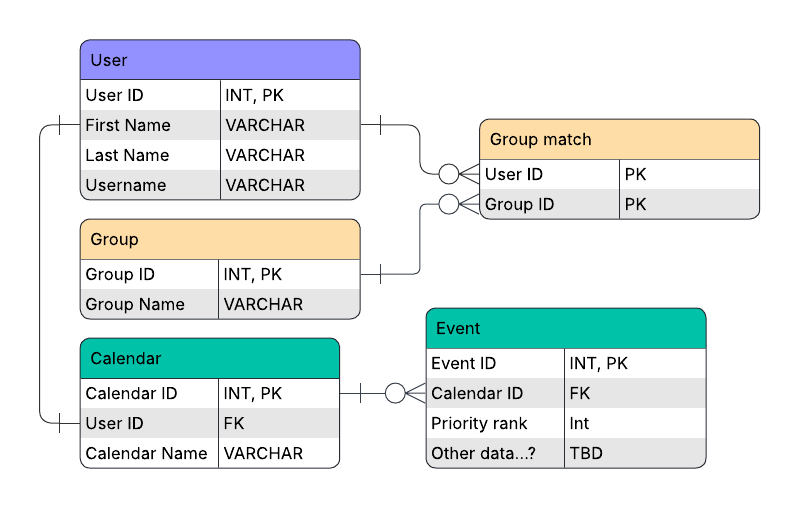 User
User ID INT, PK
First Name VARCHAR
Last Name VARCHAR
Username VARCHAR
Group match
User ID PK
Group ID PK
Group
Group ID INT, PK
Group Name VARCHAR
Calendar
Calendar ID INT, PK
User ID FK
Calendar Name VARCHAR
Event
Event ID INT, PK
Calendar ID FK
Priority rank Int
Other data...? TBD